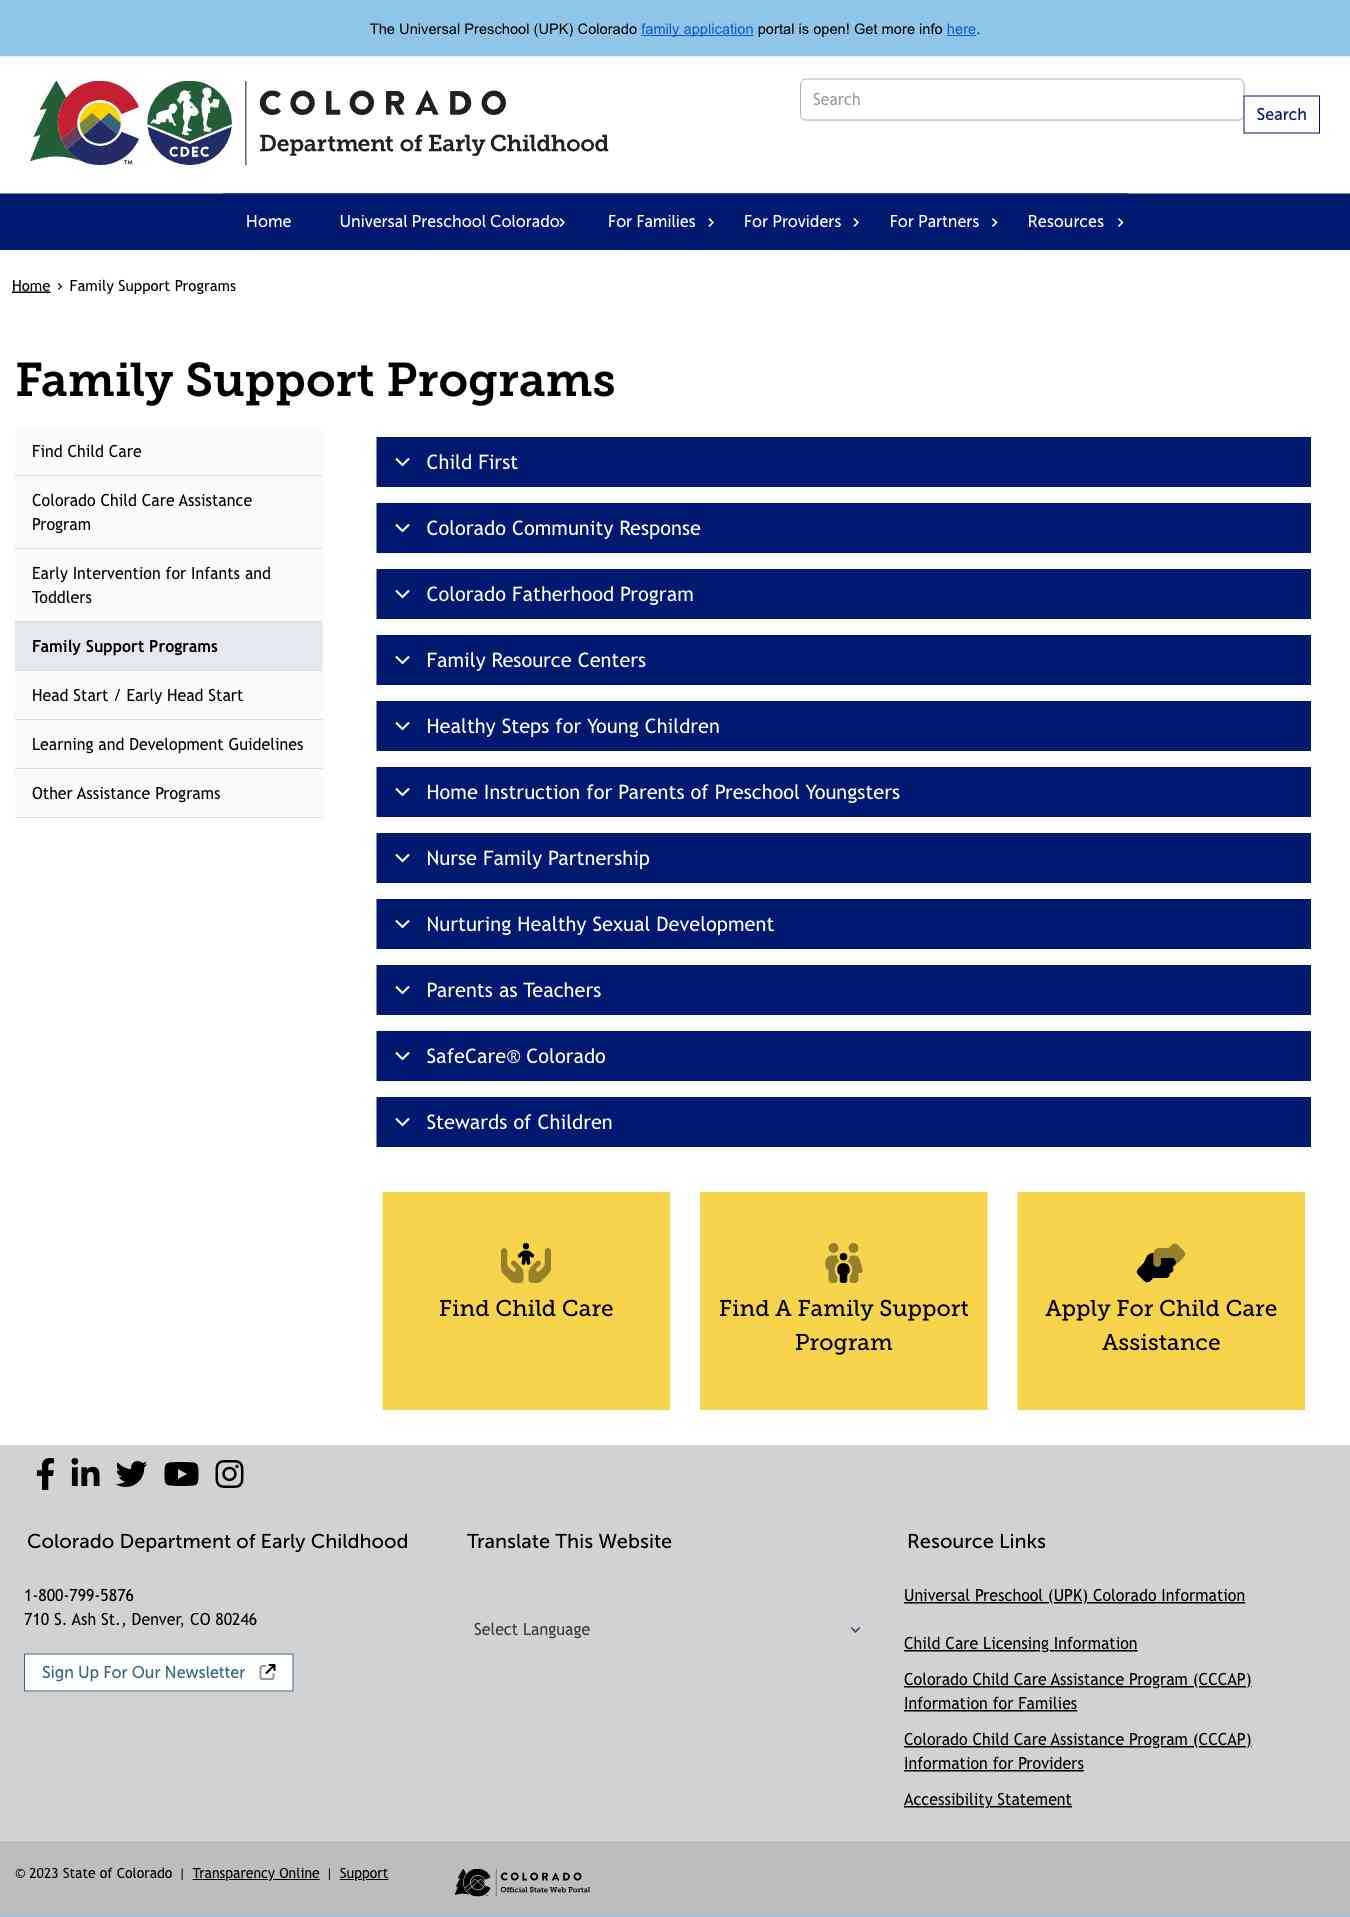 The Universal Preschool (UPK) Colorado family application portal is open! Get more info here.
CDEC
TM
COLORADO
Department of Early Childhood
Search
Search
Home
Universal Preschool Colorado
For Families
For Providers
For Partners
Resources
Home › Family Support Programs
Family Support Programs
Find Child Care
Colorado Child Care Assistance
Program
Early Intervention for Infants and
Toddlers
Family Support Programs
Head Start / Early Head Start
Learning and Development Guidelines
Other Assistance Programs
Child First
Colorado Community Response
Colorado Fatherhood Program
Family Resource Centers
Healthy Steps for Young Children
Home Instruction for Parents of Preschool Youngsters
Nurse Family Partnership
Nurturing Healthy Sexual Development
Parents as Teachers
SafeCare® Colorado
Stewards of Children
Find Child Care
Find A Family Support
Program
Apply For Child Care
Assistance
Colorado Department of Early Childhood
1-800-799-5876
710 S. Ash St., Denver, CO 80246
Sign Up For Our Newsletter
Translate This Website
Select Language
Resource Links
Universal Preschool (UPK) Colorado Information
Child Care Licensing Information
Colorado Child Care Assistance Program (CCCAP)
Information for Families
Colorado Child Care Assistance Program (CCCAP)
Information for Providers
Accessibility Statement
© 2023 State of Colorado | Transparency Online | Support
COLORADO
Official State Web Portal